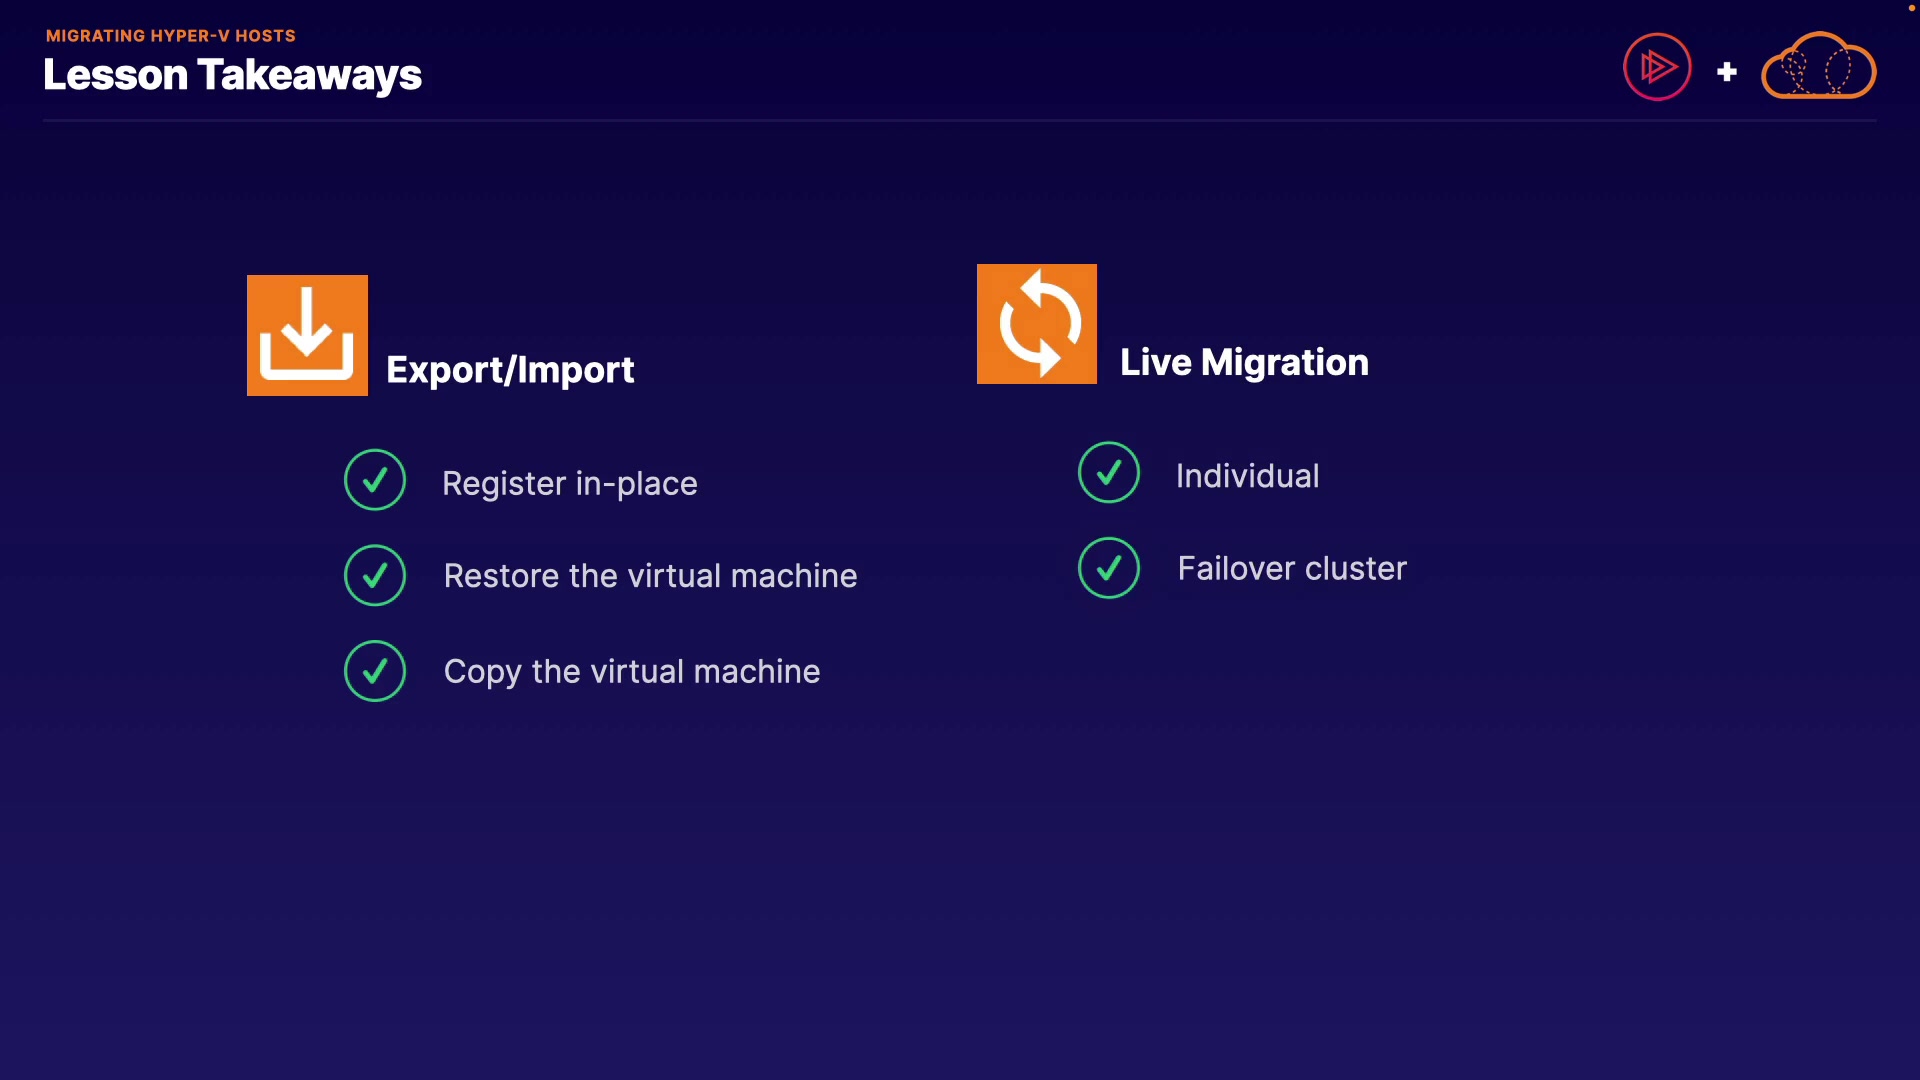 MIGRATING HYPER-V HOSTS
Lesson Takeaways
+
Export/Import
Register in-place
Restore the virtual machine
Copy the virtual machine
Live Migration
Individual
Failover cluster